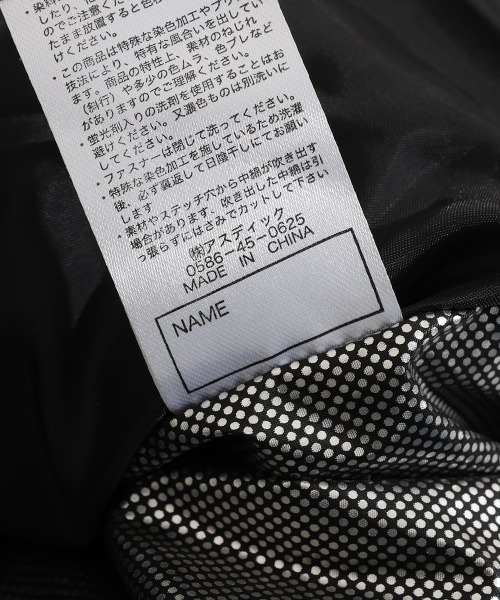 ・染料
したり、他
のでご注意くださ
たまま放置すると色移
けください。
・この商品は特殊な染色加工やプリ
技法により、特有な風合いを出してい
ます。商品の特性上、素材のねじれ
(斜行)や多少の色ムラ、色ブレなど
がありますのでご理解ください。
・蛍光剤入りの洗剤を使用することはお
避けください。又濃色ものは別洗いに
してください。
・ファスナーは閉じて洗ってください。
・特殊な染色加工を施しているため洗濯
後、必ず裏返して日陰干しにてお願い
します
・素材やステッチ穴から中綿が吹き出す
場合があります、吹き出した中綿は引
っ張らずにはさみでカットして下さい
㈱アスディック
0586-45-0625
MADE IN CHINA
NAME